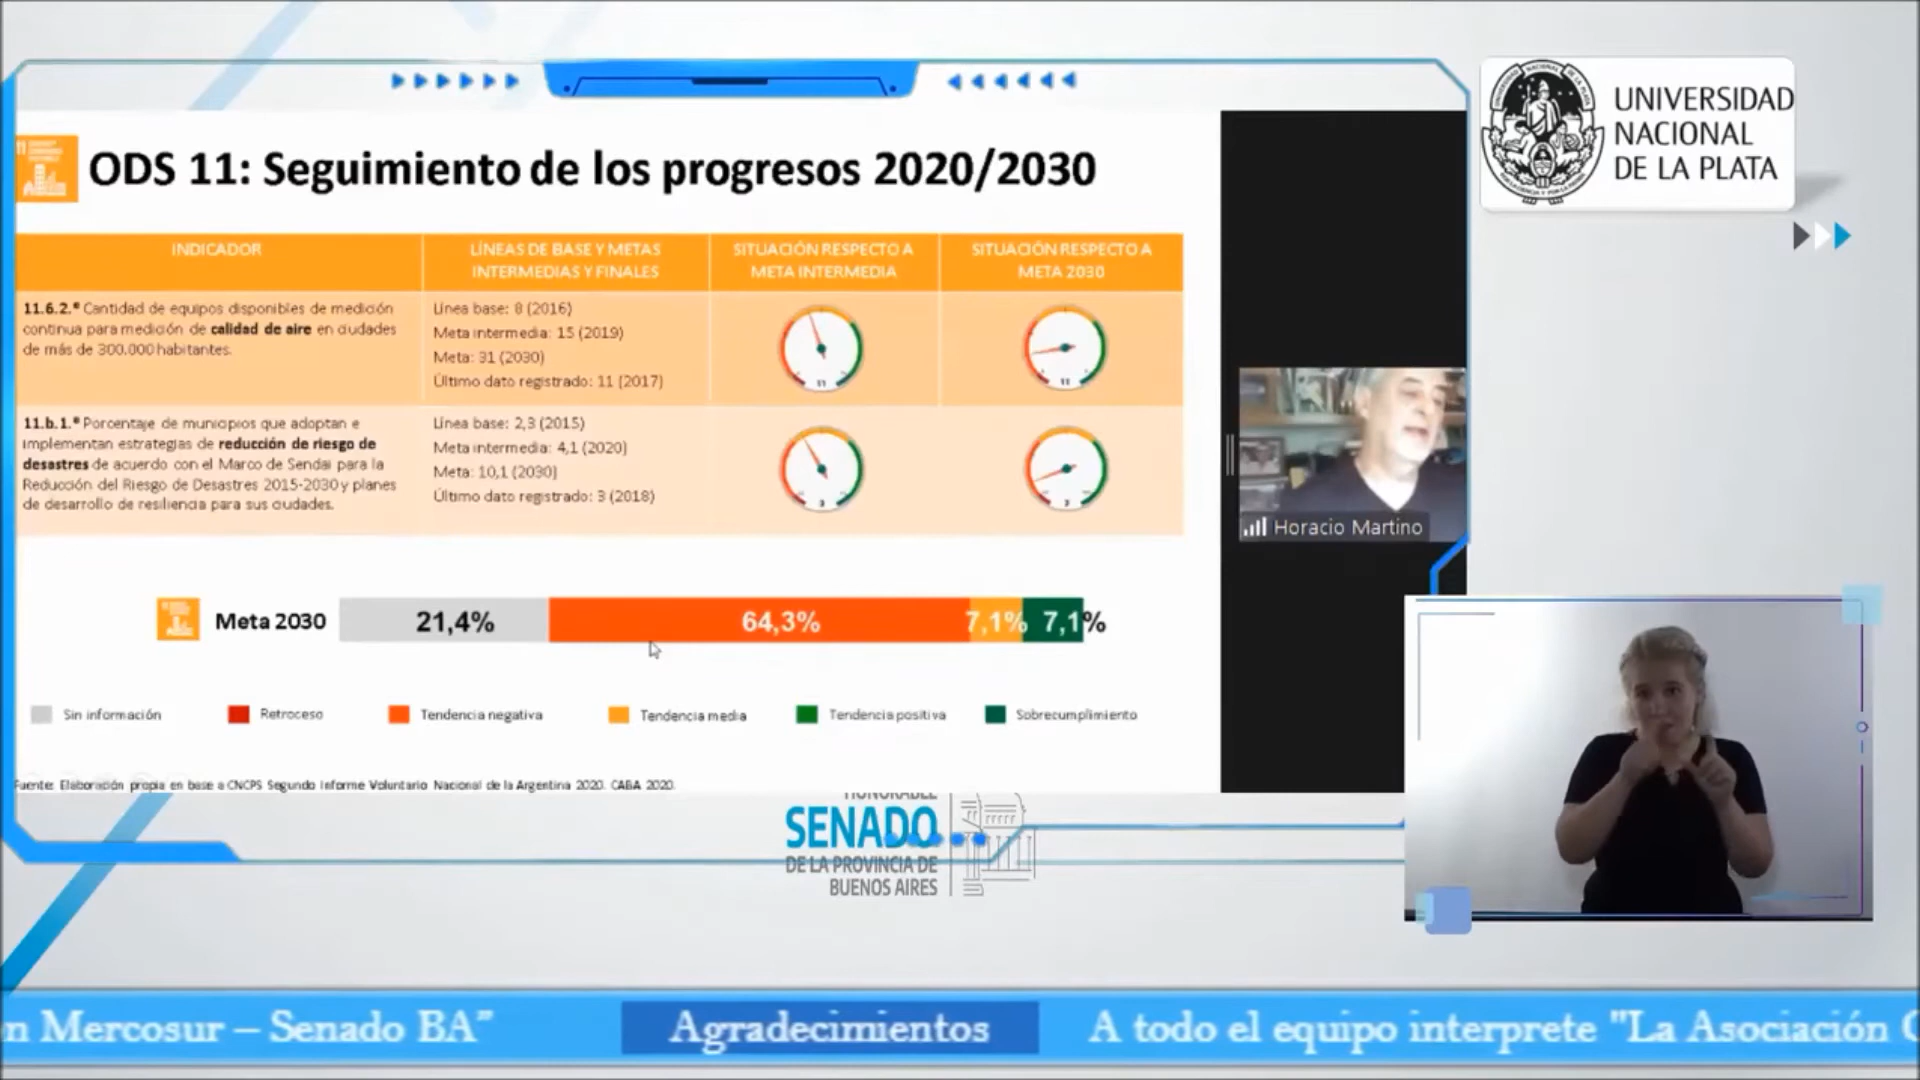 UNIVERSIDAD
NACIONAL
DE LA PLATA
ODS 11: Seguimiento de los progresos 2020/2030
INDICADOR
LÍNEAS DE BASE Y METAS
INTERMEDIAS Y FINALES
SITUACIÓN RESPECTO A
META INTERMEDIA
SITUACIÓN RESPECTO A
META 2030
11.6.2.* Cantidad de equipos disponibles de medición
continua para medición de calidad de aire en ciudades
de más de 300.000 habitantes.
Línea base: 8 (2016)
Meta intermedia: 15 (2019)
Meta: 31 (2030)
Último dato registrado: 11 (2017)
11
11
11.b.1.* Porcentaje de municipios que adoptan e
implementan estrategias de reducción de riesgo de
desastres de acuerdo con el Marco de Sendai para la
Reducción del Riesgo de Desastres 2015-2030 y planes
de desarrollo de resiliencia para sus ciudades.
Línea base: 2,3 (2015)
Meta intermedia: 4,1 (2020)
Meta: 10,1 (2030)
Último dato registrado: 3 (2018)
3
3
Horacio Martino
Meta 2030
21,4%
64,3%
7,1%
7,1%
Sin información
Retroceso
Tendencia negativa
Tendencia media
Tendencia positiva
Sobrecumplimiento
Fuente: Elaboración propia en base a CNCPS Segundo Informe Voluntario Nacional de la Argentina 2020. CABA 2020.
HONORABLE
SENADO
DE LA PROVINCIA DE
BUENOS AIRES
n Mercosur – Senado BA”
Agradecimientos
A todo el equipo interprete "La Asociación